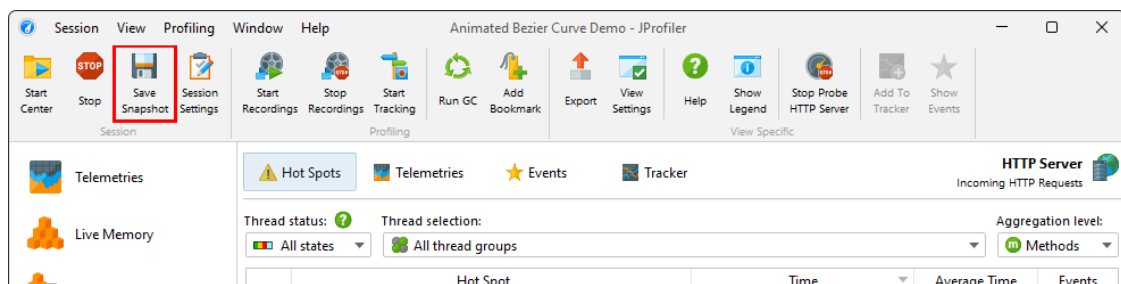 Session View Profiling Window Help Animated Bezier Curve Demo - JProfiler
STOP
Start Center
Stop
Save Snapshot
Session Settings
Start Recordings
Stop Recordings
Start Tracking
Run GC
Add Bookmark
Export
View Settings
Help
Show Legend
Stop Probe HTTP Server
Add To Tracker
Show Events
Session Profiling View Specific
Telemetries
Live Memory
Hot Spots Telemetries Events Tracker
HTTP Server
Incoming HTTP Requests
Thread status: Thread selection: Aggregation level:
All states All thread groups m Methods
Hot Spot Time Average Time Events